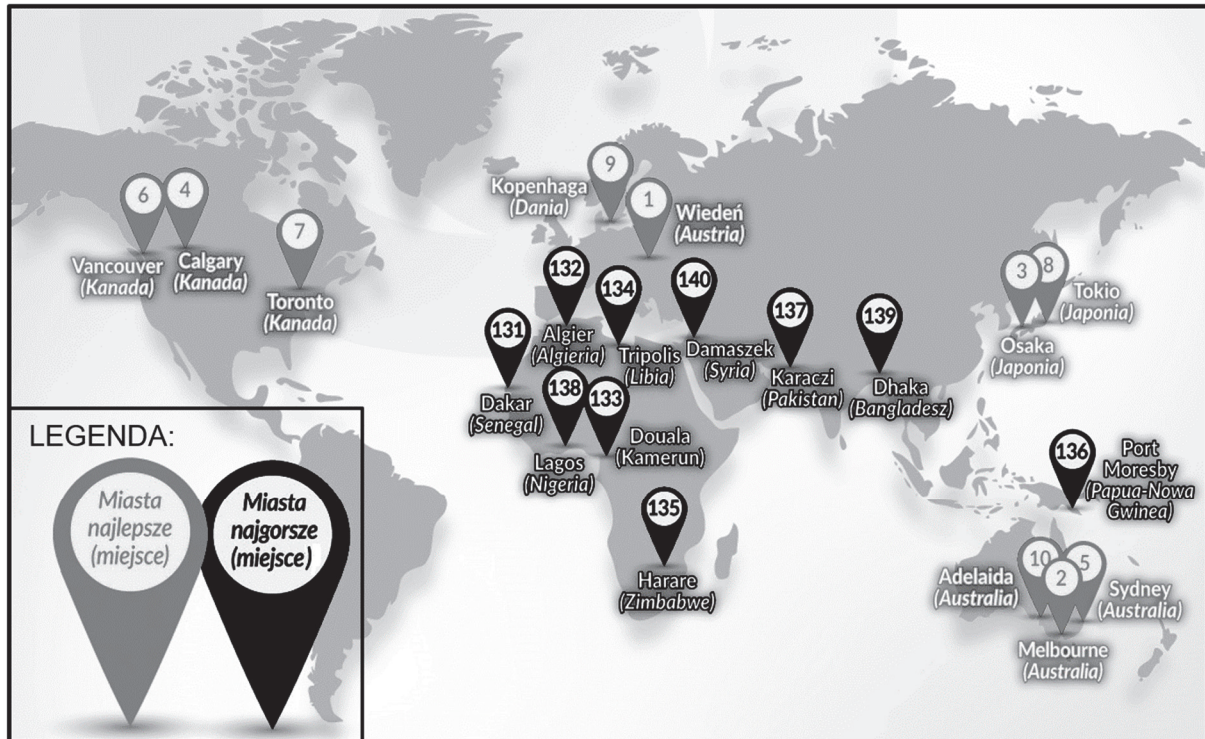 6
4
7
Vancouver
(Kanada)
Calgary
(Kanada)
Toronto
(Kanada)
9
Kopenhaga
(Dania)
1
Wiedeń
(Austria)
132
Algier
(Algieria)
134
Tripolis
(Libia)
140
Damaszek
(Syria)
137
Karaczi
(Pakistan)
139
Dhaka
(Bangladesz)
3
8
Tokio
(Japonia)
Osaka
(Japonia)
131
Dakar
(Senegal)
138
Lagos
(Nigeria)
133
Douala
(Kamerun)
135
Harare
(Zimbabwe)
136
Port
Moresby
(Papua-Nowa
Gwinea)
10
Adelaida
(Australia)
2
Melbourne
(Australia)
5
Sydney
(Australia)
LEGENDA:
Miasta
najlepsze
(miejsce)
Miasta
najgorsze
(miejsce)